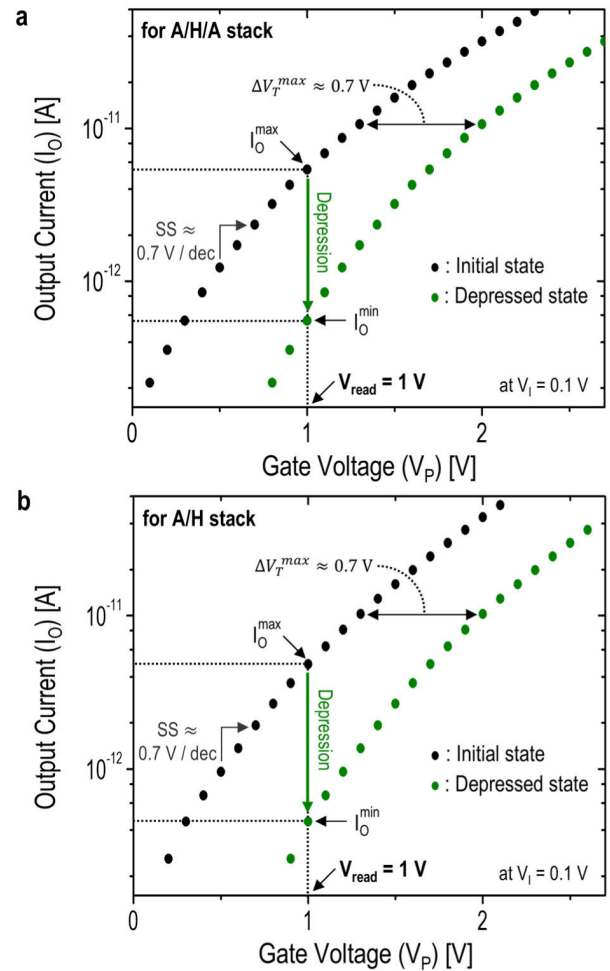 a
for A/H/A stack
Output Current (I_O) [A]
10^-11
10^-12
ΔV_T^max ≈ 0.7 V
I_O^max
SS ≈
0.7 V / dec
Depression
: Initial state
: Depressed state
I_O^min
V_read = 1 V
at V_I = 0.1 V
1
2
Gate Voltage (V_P) [V]
b
for A/H stack
Output Current (I_O) [A]
10^-11
10^-12
ΔV_T^max ≈ 0.7 V
I_O^max
SS ≈
0.7 V / dec
Depression
: Initial state
: Depressed state
I_O^min
V_read = 1 V
at V_I = 0.1 V
1
2
Gate Voltage (V_P) [V]